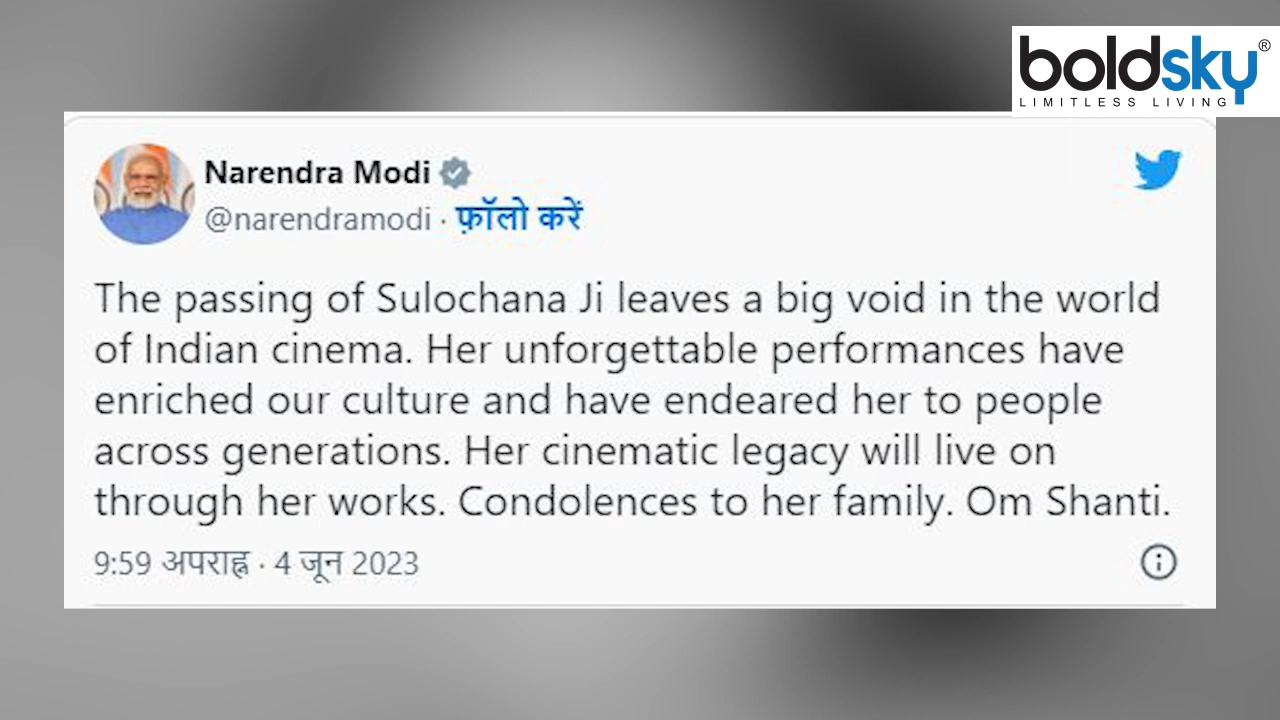 boldsky®
LIMITLESS LIVING
Narendra Modi
@narendramodi · फ़ॉलो करें
The passing of Sulochana Ji leaves a big void in the world
of Indian cinema. Her unforgettable performances have
enriched our culture and have endeared her to people
across generations. Her cinematic legacy will live on
through her works. Condolences to her family. Om Shanti.
9:59 अपराह्न · 4 जून 2023